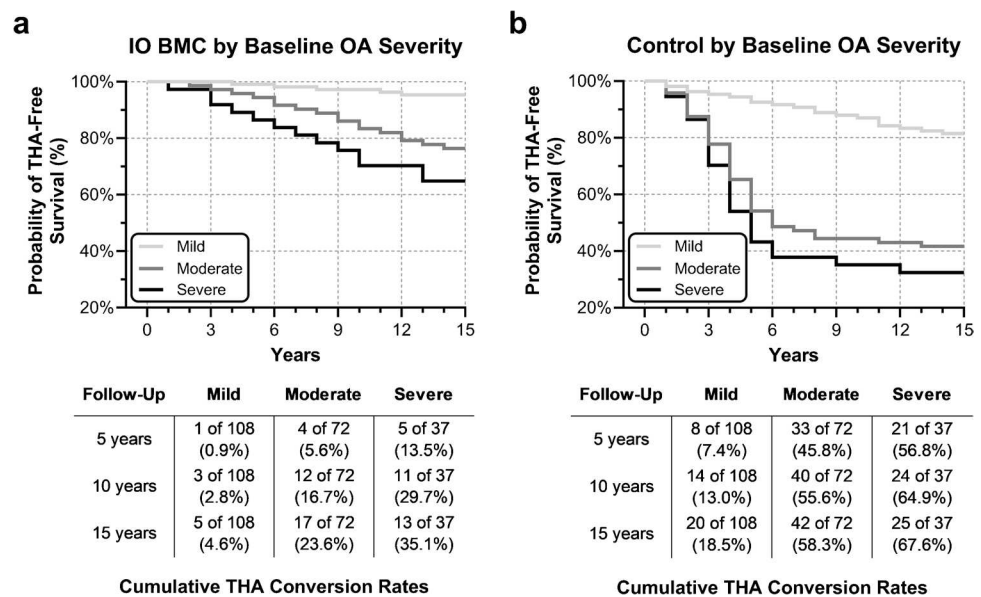 a
IO BMC by Baseline OA Severity
Probability of THA-Free
Survival (%)
100%
80%
60%
40%
20%
Mild
Moderate
Severe
0 3 6 9 12 15
Years
Follow-Up Mild Moderate Severe
5 years 1 of 108 4 of 72 5 of 37
(0.9%) (5.6%) (13.5%)
10 years 3 of 108 12 of 72 11 of 37
(2.8%) (16.7%) (29.7%)
15 years 5 of 108 17 of 72 13 of 37
(4.6%) (23.6%) (35.1%)
Cumulative THA Conversion Rates
b
Control by Baseline OA Severity
Probability of THA-Free
Survival (%)
100%
80%
60%
40%
20%
Mild
Moderate
Severe
0 3 6 9 12 15
Years
Follow-Up Mild Moderate Severe
5 years 8 of 108 33 of 72 21 of 37
(7.4%) (45.8%) (56.8%)
10 years 14 of 108 40 of 72 24 of 37
(13.0%) (55.6%) (64.9%)
15 years 20 of 108 42 of 72 25 of 37
(18.5%) (58.3%) (67.6%)
Cumulative THA Conversion Rates